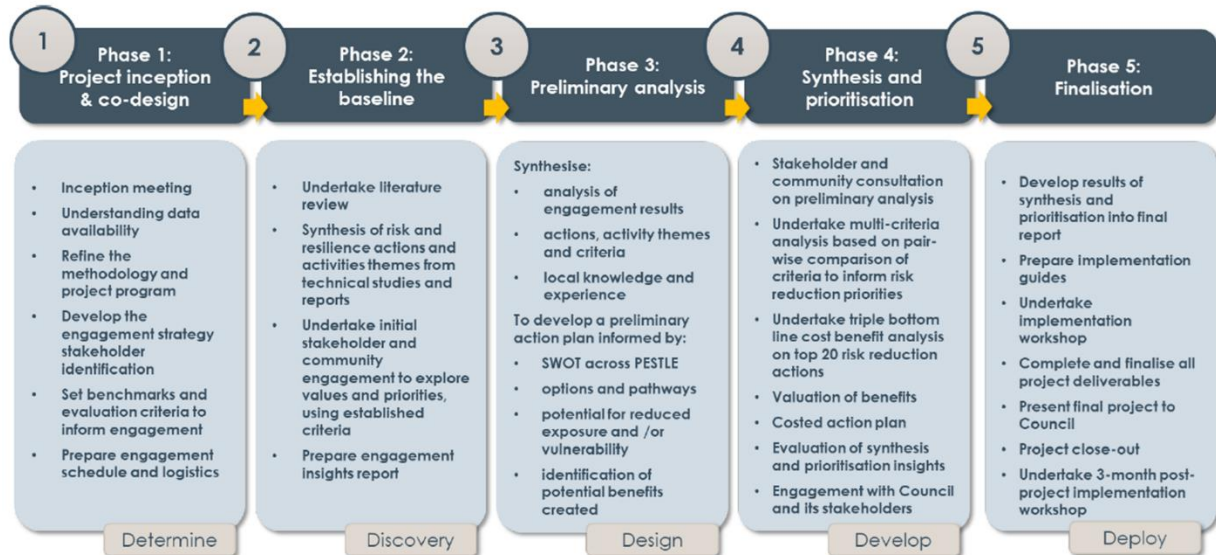 1
Phase 1:
Project inception
& co-design
2
Phase 2:
Establishing the
baseline
3
Phase 3:
Preliminary analysis
4
Phase 4:
Synthesis and
prioritisation
5
Phase 5:
Finalisation
• Inception meeting
• Understanding data
availability
• Refine the
methodology and
project program
• Develop the
engagement strategy
stakeholder
identification
• Set benchmarks and
evaluation criteria to
inform engagement
• Prepare engagement
schedule and logistics
Determine
• Undertake literature
review
• Synthesis of risk and
resilience actions and
activities themes from
technical studies and
reports
• Undertake initial
stakeholder and
community
engagement to explore
values and priorities,
using established
criteria
• Prepare engagement
insights report
Discovery
Synthesise:
• analysis of
engagement results
• actions, activity themes
and criteria
• local knowledge and
experience
To develop a preliminary
action plan informed by:
• SWOT across PESTLE
• options and pathways
• potential for reduced
exposure and /or
vulnerability
• identification of
potential benefits
created
Design
• Stakeholder and
community consultation
on preliminary analysis
• Undertake multi-criteria
analysis based on pair-
wise comparison of
criteria to inform risk
reduction priorities
• Undertake triple bottom
line cost benefit analysis
on top 20 risk reduction
actions
• Valuation of benefits
• Costed action plan
• Evaluation of synthesis
and prioritisation insights
• Engagement with Council
and its stakeholders
Develop
• Develop results of
synthesis and
prioritisation into final
report
• Prepare implementation
guides
• Undertake
implementation
workshop
• Complete and finalise all
project deliverables
• Present final project to
Council
• Project close-out
• Undertake 3-month post-
project implementation
workshop
Deploy